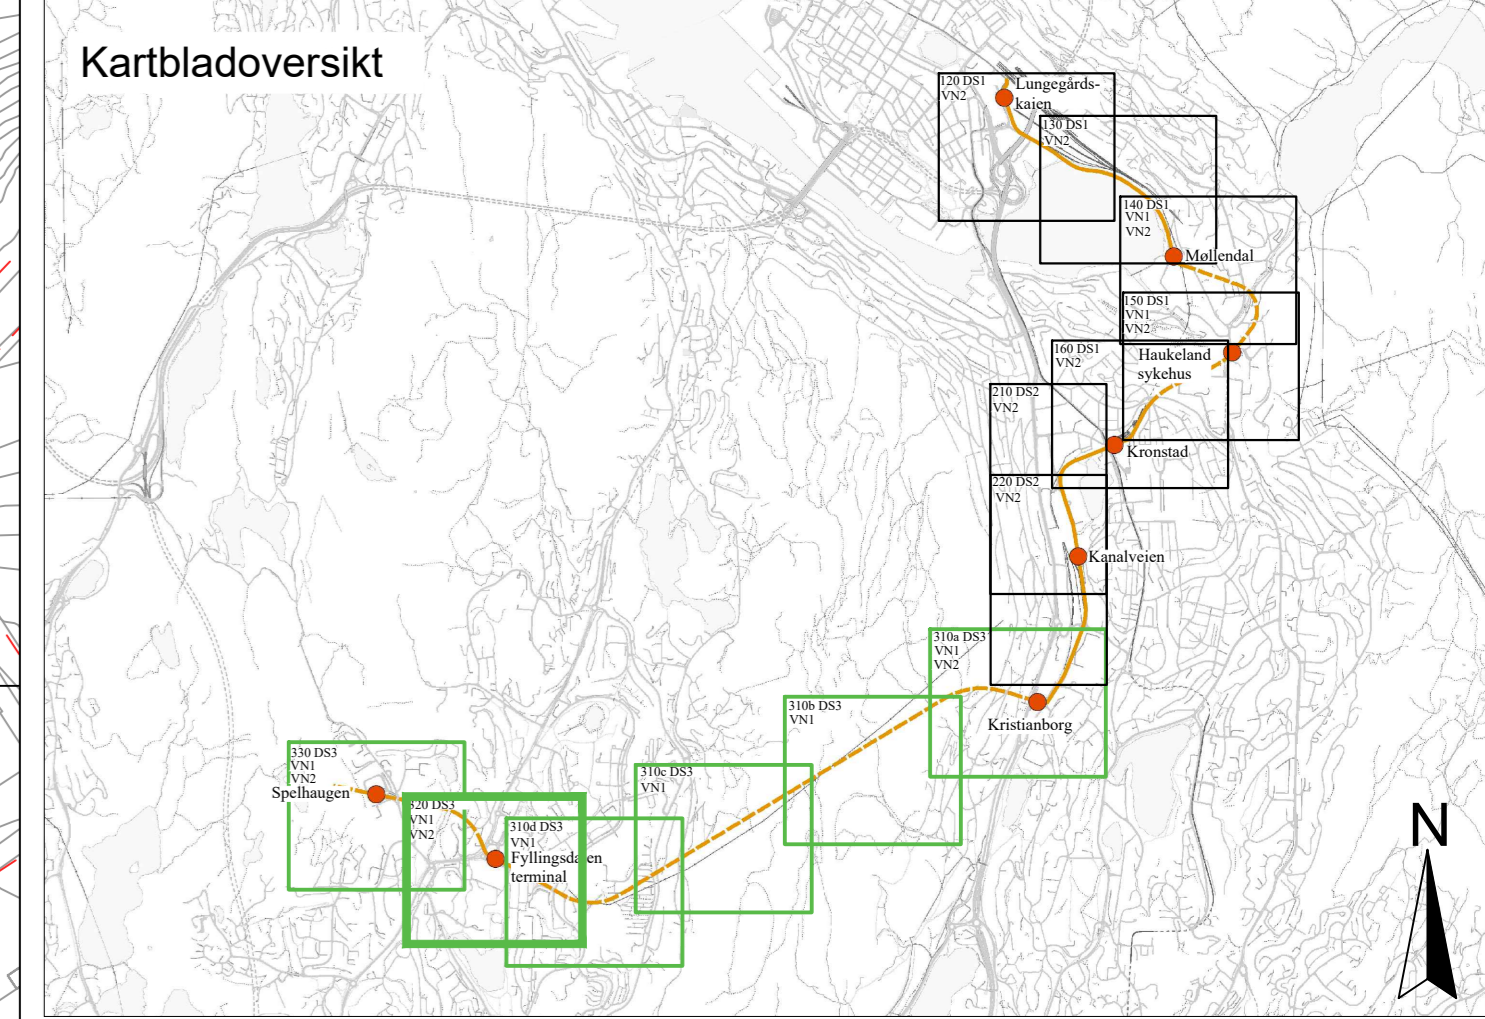 Kartbladoversikt
120 DS1
VN2
Lungegårds-
kaien
130 DS1
VN2
140 DS1
VN1
VN2
Møllendal
150 DS1
VN1
VN2
160 DS1
VN2
Haukeland
sykehus
210 DS2
VN2
Kronstad
220 DS2
VN2
Kanalveien
310a DS3
VN1
VN2
Kristianborg
310b DS3
VN1
310c DS3
VN1
330 DS3
VN1
VN2
Spelhaugen
320 DS3
VN1
VN2
310d DS3
VN1
Fyllingsdalen
terminal
N